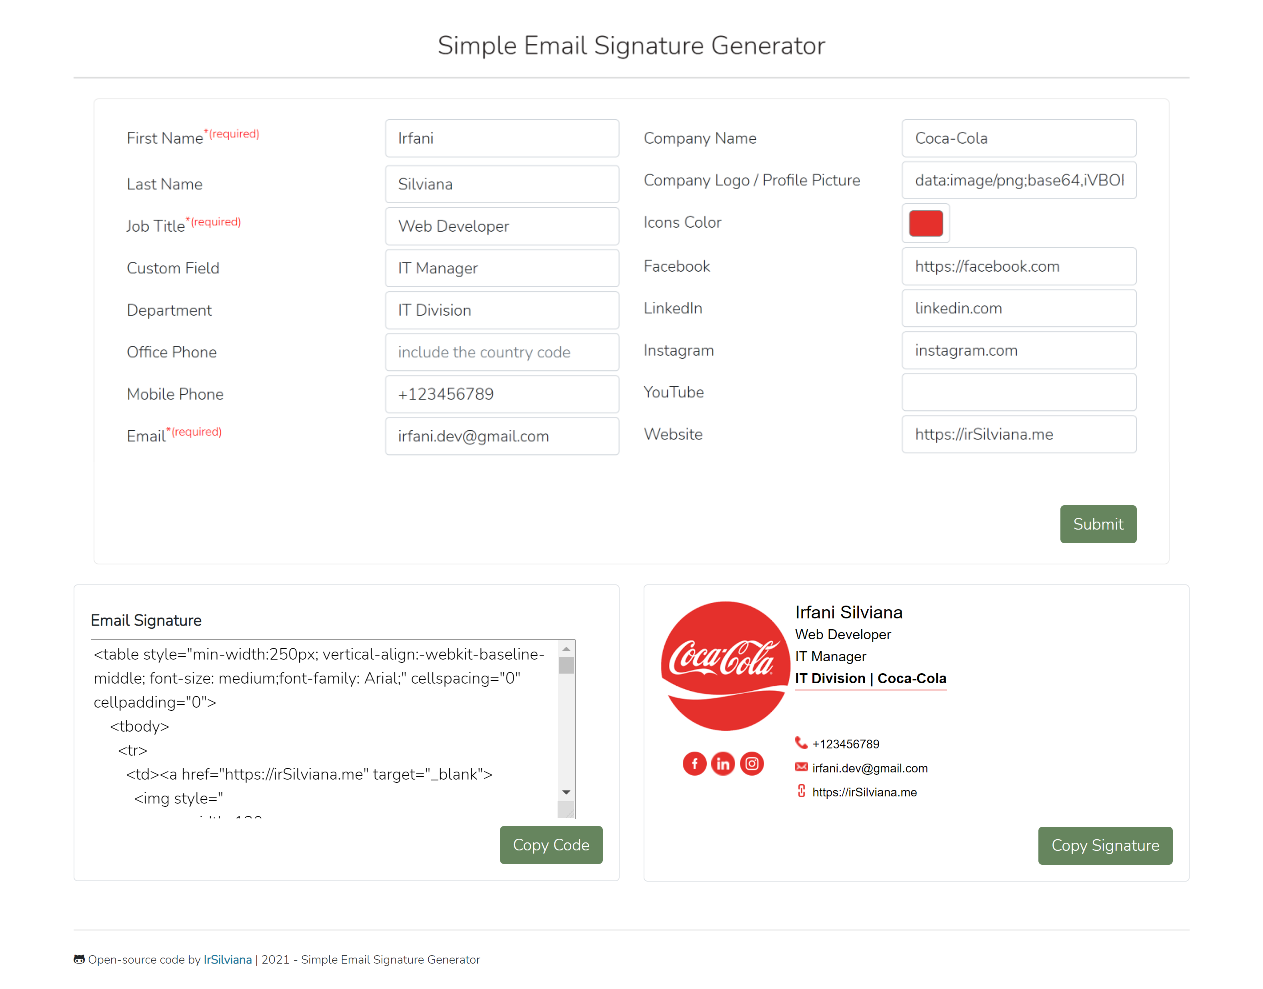 Simple Email Signature Generator
First Name*(required)
Irfani
Last Name
Silviana
Job Title*(required)
Web Developer
Custom Field
IT Manager
Department
IT Division
Office Phone
include the country code
Mobile Phone
+123456789
Email*(required)
irfani.dev@gmail.com
Company Name
Coca-Cola
Company Logo / Profile Picture
data:image/png;base64,iVBO
Icons Color
Facebook
https://facebook.com
LinkedIn
linkedin.com
Instagram
instagram.com
YouTube
Website
https://irSilviana.me
Submit
Email Signature
<table style="min-width:250px; vertical-align:-webkit-baseline-
middle; font-size: medium;font-family: Arial;" cellspacing="0"
cellpadding="0">
<tbody>
<tr>
<td><a href="https://irSilviana.me" target="_blank">
<img style="
Copy Code
Coca-Cola
Irfani Silviana
Web Developer
IT Manager
IT Division | Coca-Cola
+123456789
irfani.dev@gmail.com
https://irSilviana.me
Copy Signature
Open-source code by IrSilviana | 2021 - Simple Email Signature Generator